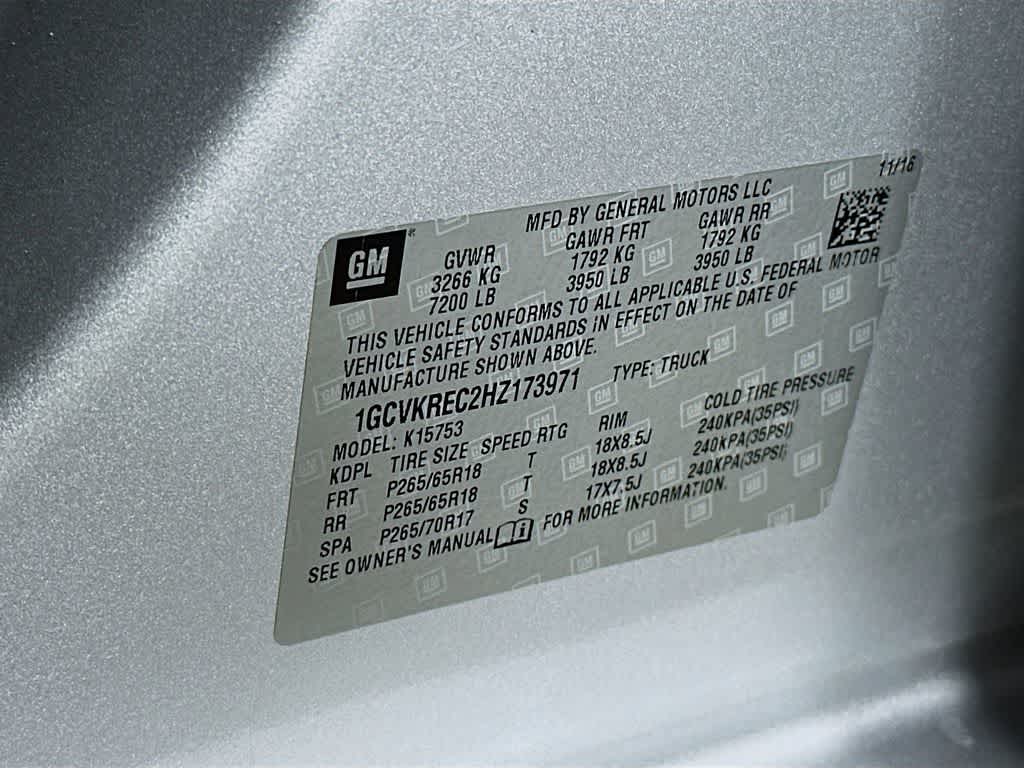 11/16
MFD BY GENERAL MOTORS LLC
GM
GVWR GAWR FRT GAWR RR
3266 KG 1792 KG 1792 KG
7200 LB 3950 LB 3950 LB
THIS VEHICLE CONFORMS TO ALL APPLICABLE U.S. FEDERAL MOTOR
VEHICLE SAFETY STANDARDS IN EFFECT ON THE DATE OF
MANUFACTURE SHOWN ABOVE.
1GCVKREC2HZ173971 TYPE: TRUCK
MODEL: K15753
KDPL TIRE SIZE SPEED RTG RIM COLD TIRE PRESSURE
FRT P265/65R18 T 18X8.5J 240KPA(35PSI)
RR P265/65R18 T 18X8.5J 240KPA(35PSI)
SPA P265/70R17 S 17X7.5J 240KPA(35PSI)
SEE OWNER'S MANUAL FOR MORE INFORMATION.